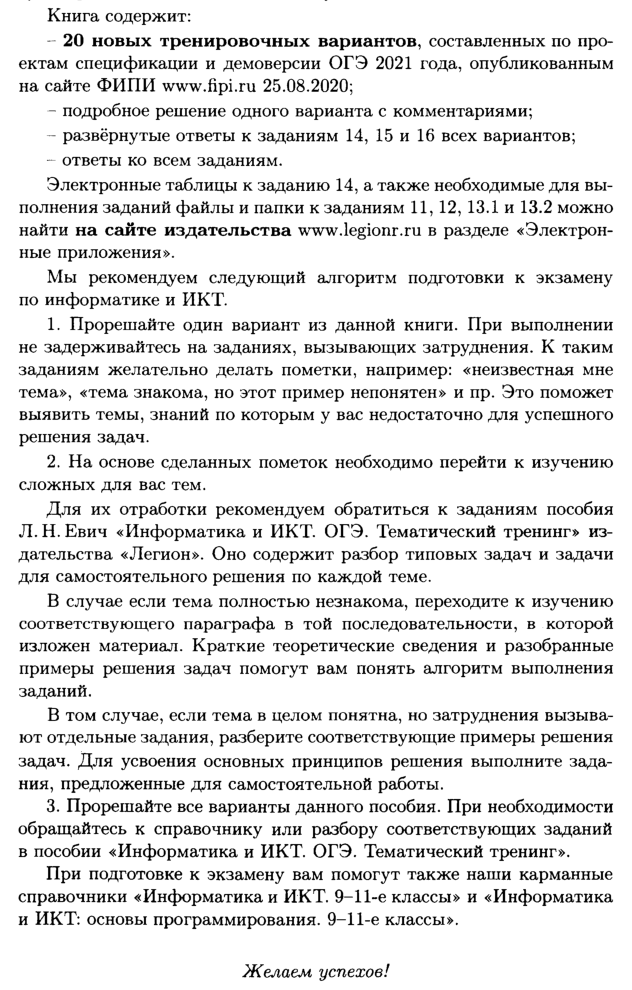 Книга содержит:
– 20 новых тренировочных вариантов, составленных по про-
ектам спецификации и демоверсии ОГЭ 2021 года, опубликованным
на сайте ФИПИ www.fipi.ru 25.08.2020;
– подробное решение одного варианта с комментариями;
– развёрнутые ответы к заданиям 14, 15 и 16 всех вариантов;
– ответы ко всем заданиям.
Электронные таблицы к заданию 14, а также необходимые для вы-
полнения заданий файлы и папки к заданиям 11, 12, 13.1 и 13.2 можно
найти на сайте издательства www.legionr.ru в разделе «Электрон-
ные приложения».
Мы рекомендуем следующий алгоритм подготовки к экзамену
по информатике и ИКТ.
1. Прорешайте один вариант из данной книги. При выполнении
не задерживайтесь на заданиях, вызывающих затруднения. К таким
заданиям желательно делать пометки, например: «неизвестная мне
тема», «тема знакома, но этот пример непонятен» и пр. Это поможет
выявить темы, знаний по которым у вас недостаточно для успешного
решения задач.
2. На основе сделанных пометок необходимо перейти к изучению
сложных для вас тем.
Для их отработки рекомендуем обратиться к заданиям пособия
Л. Н. Евич «Информатика и ИКТ. ОГЭ. Тематический тренинг» из-
дательства «Легион». Оно содержит разбор типовых задач и задачи
для самостоятельного решения по каждой теме.
В случае если тема полностью незнакома, переходите к изучению
соответствующего параграфа в той последовательности, в которой
изложен материал. Краткие теоретические сведения и разобранные
примеры решения задач помогут вам понять алгоритм выполнения
заданий.
В том случае, если тема в целом понятна, но затруднения вызыва-
ют отдельные задания, разберите соответствующие примеры решения
задач. Для усвоения основных принципов решения выполните зада-
ния, предложенные для самостоятельной работы.
3. Прорешайте все варианты данного пособия. При необходимости
обращайтесь к справочнику или разбору соответствующих заданий
в пособии «Информатика и ИКТ. ОГЭ. Тематический тренинг».
При подготовке к экзамену вам помогут также наши карманные
справочники «Информатика и ИКТ. 9–11-е классы» и «Информатика
и ИКТ: основы программирования. 9–11-е классы».
Желаем успехов!